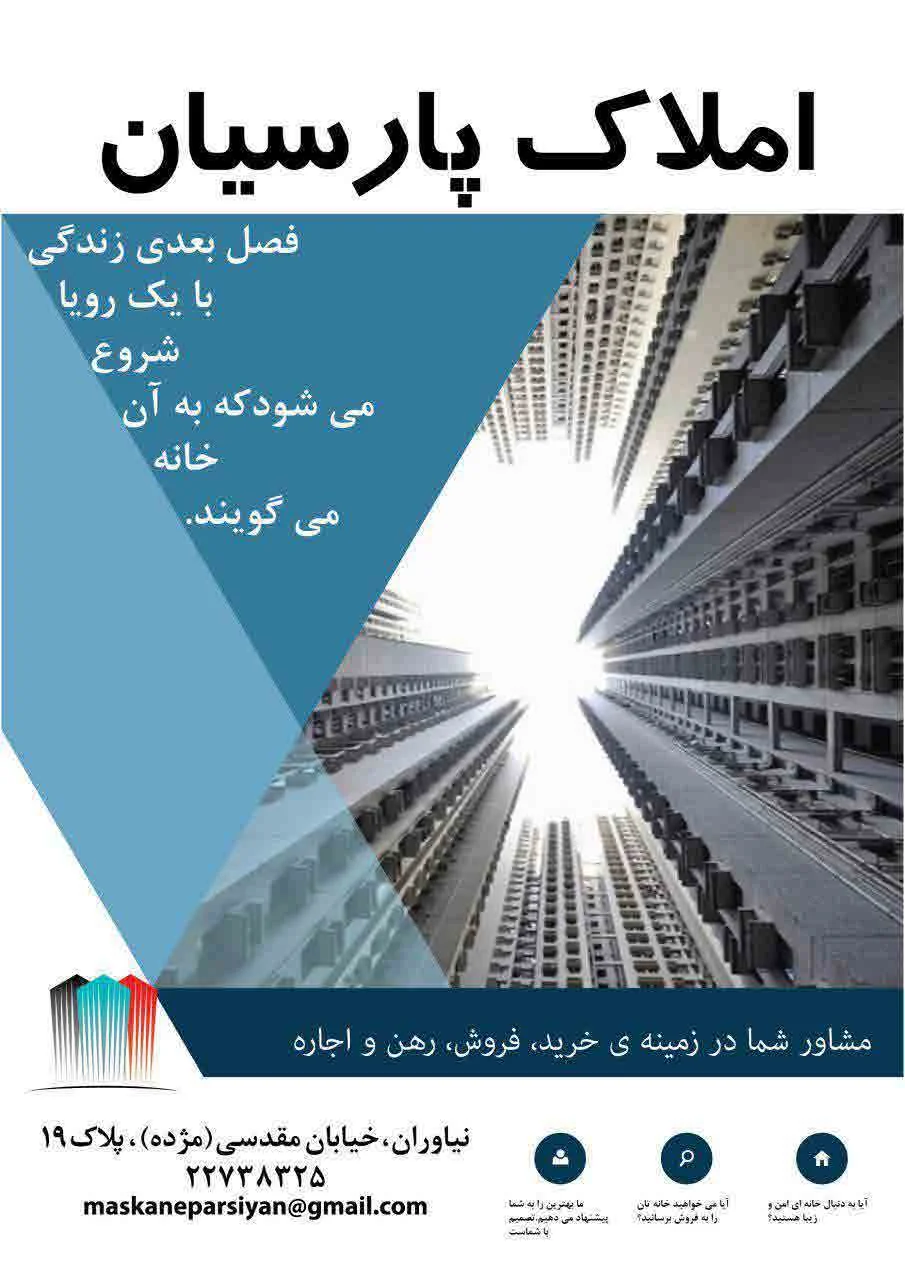 املاک پارسیان
فصل بعدی زندگی
با یک رویا
شروع
می شودکه به آن
خانه
می گویند.
مشاور شما در زمینه ی خرید، فروش، رهن و اجاره
آیا به دنبال خانه ای امن و
زیبا هستید؟
آیا می خواهید خانه تان
را به فروش برسانید؟
ما بهترین را به شما
پیشنهاد می دهیم.تصمیم
با شماست
نیاوران، خیابان مقدسی (مژده) ، پلاک ۱۹
۲۲۷۳۸۳۲۵
maskaneparsiyan@gmail.com